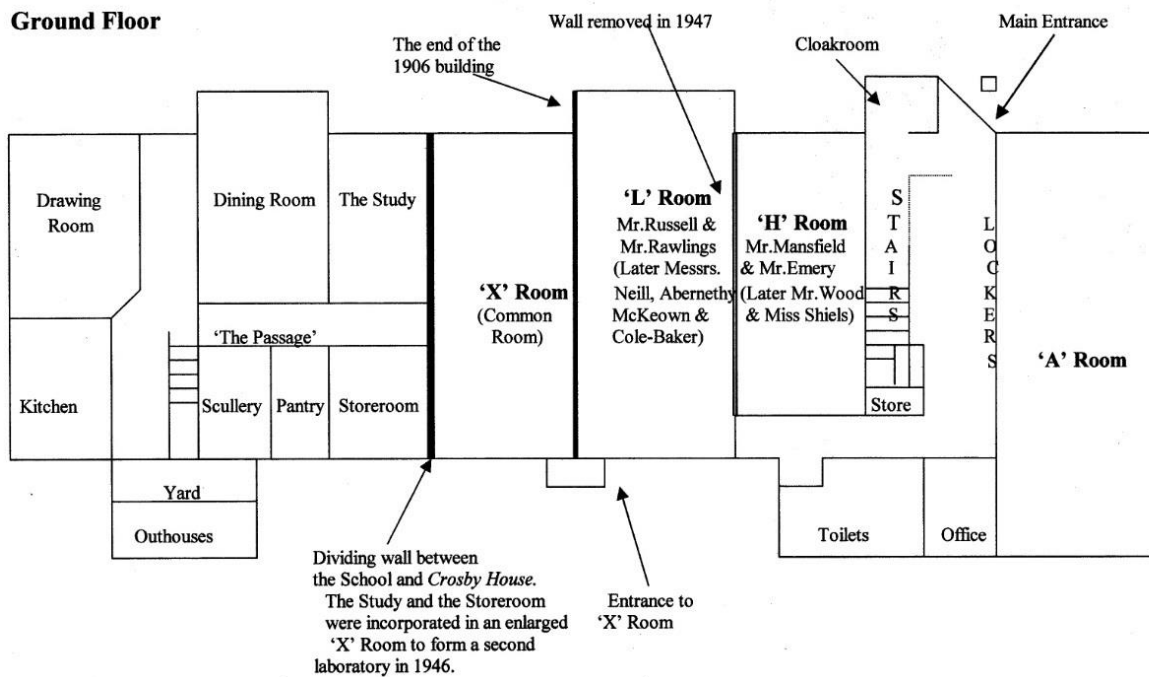 Ground Floor
Wall removed in 1947
Main Entrance
The end of the
1906 building
Cloakroom
Drawing
Room
Dining Room
The Study
'L' Room
Mr.Russell &
Mr.Rawlings
(Later Messrs.
Neill, Abernethy
McKeown &
Cole-Baker)
'H' Room
Mr.Mansfield
& Mr.Emery
(Later Mr.Wood
& Miss Shiels)
STAIRS
LOCKERS
'X' Room
(Common
Room)
'The Passage'
'A' Room
Kitchen
Scullery
Pantry
Storeroom
Store
Yard
Outhouses
Toilets
Office
Dividing wall between
the School and Crosby House.
The Study and the Storeroom
were incorporated in an enlarged
'X' Room to form a second
laboratory in 1946.
Entrance to
'X' Room